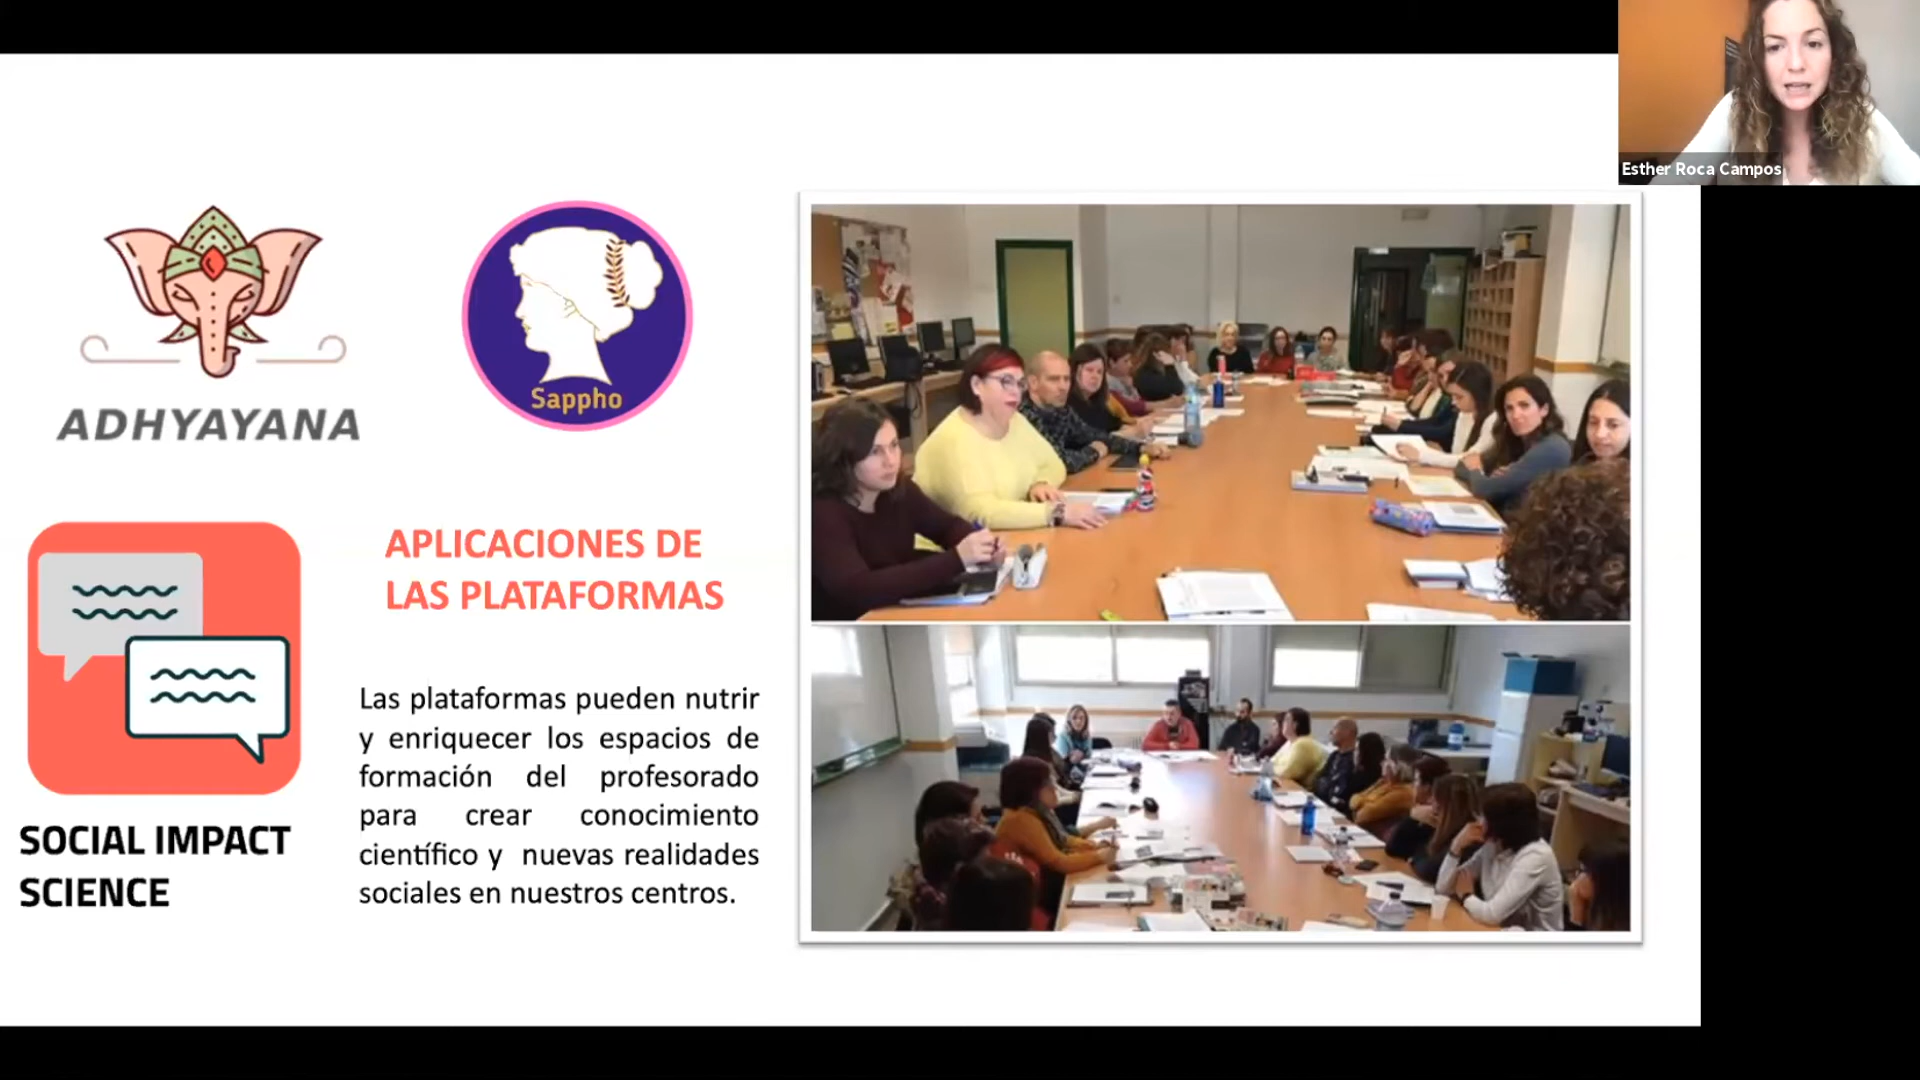 Esther Roca Campos
ADHYAYANA
Sappho
APLICACIONES DE
LAS PLATAFORMAS
SOCIAL IMPACT
SCIENCE
Las plataformas pueden nutrir
y enriquecer los espacios de
formación del profesorado
para crear conocimiento
científico y nuevas realidades
sociales en nuestros centros.